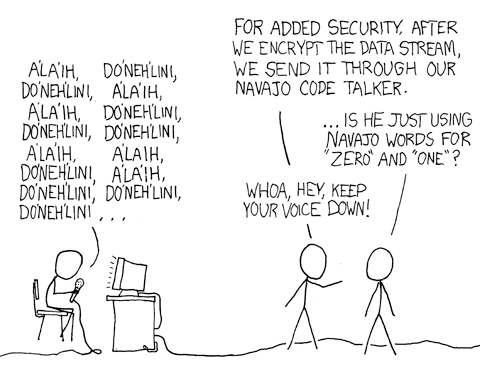 A'LA'IH, DO'NEH'LINI,
DO'NEH'LINI, A'LA'IH,
A'LA'IH, DO'NEH'LINI,
DO'NEH'LINI, DO'NEH'LINI,
A'LA'IH, A'LA'IH,
DO'NEH'LINI, A'LA'IH,
DO'NEH'LINI, DO'NEH'LINI,
DO'NEH'LINI . . .
FOR ADDED SECURITY, AFTER
WE ENCRYPT THE DATA STREAM,
WE SEND IT THROUGH OUR
NAVAJO CODE TALKER.
...IS HE JUST USING
NAVAJO WORDS FOR
"ZERO" AND "ONE"?
WHOA, HEY, KEEP
YOUR VOICE DOWN!